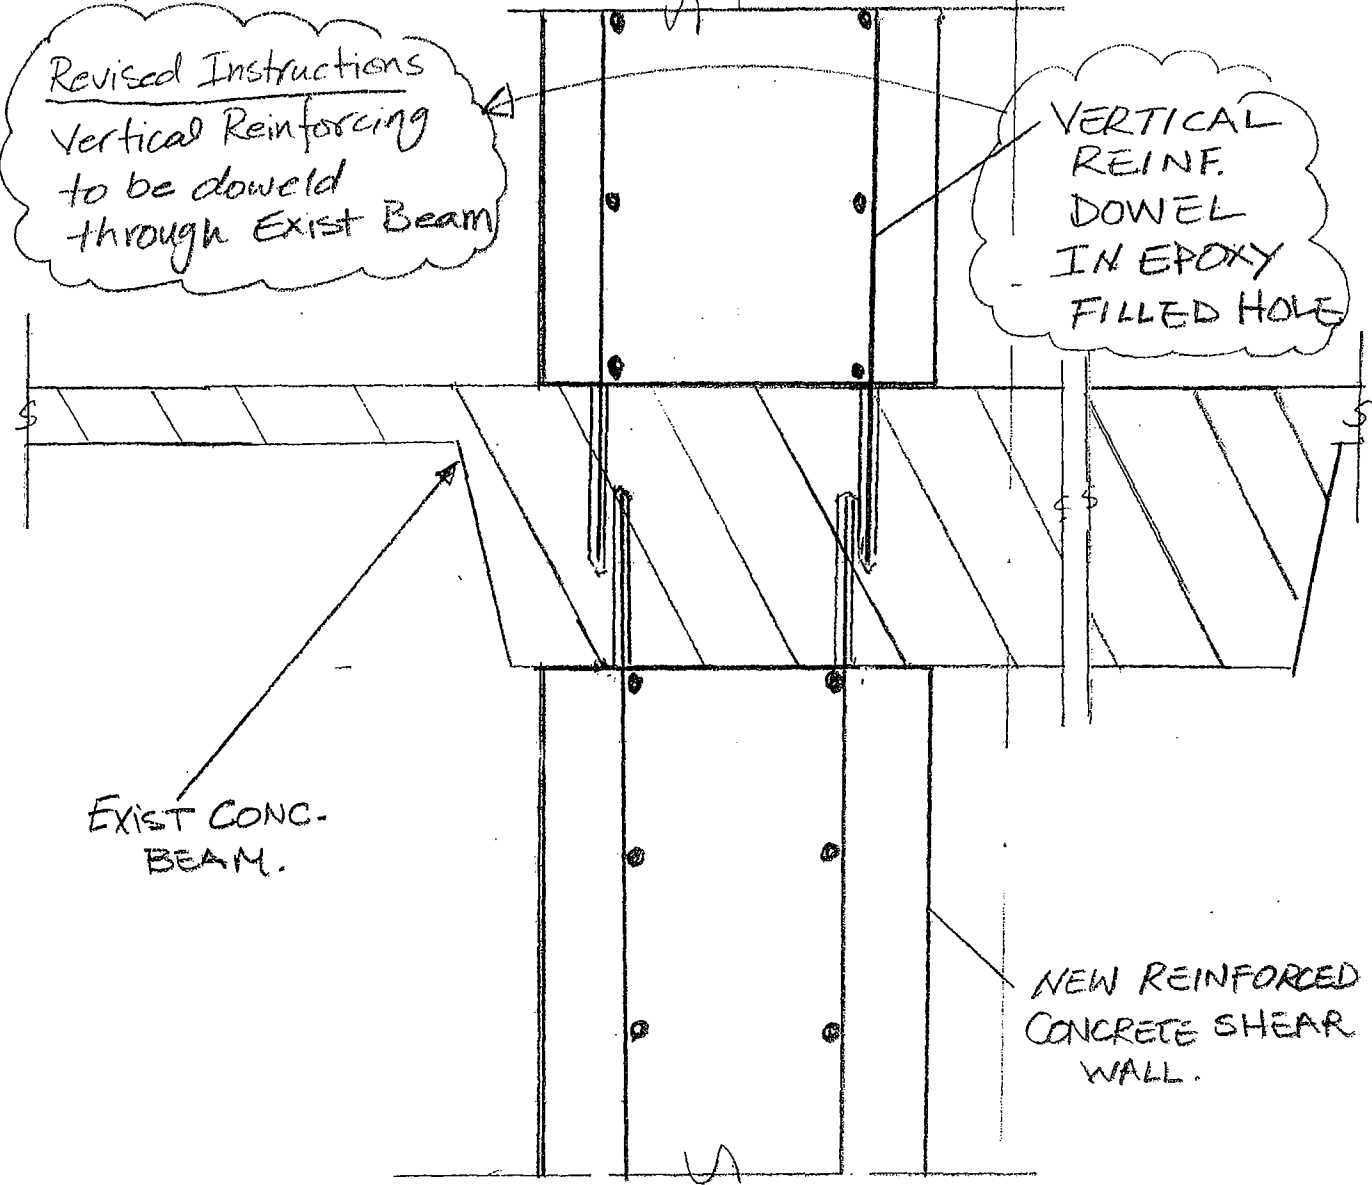 Revised Instructions
Vertical Reinforcing
to be doweld
through Exist Beam
VERTICAL
REINF.
DOWEL
IN EPOXY
FILLED HOLE
EXIST CONC.
BEAM.
NEW REINFORCED
CONCRETE SHEAR
WALL.